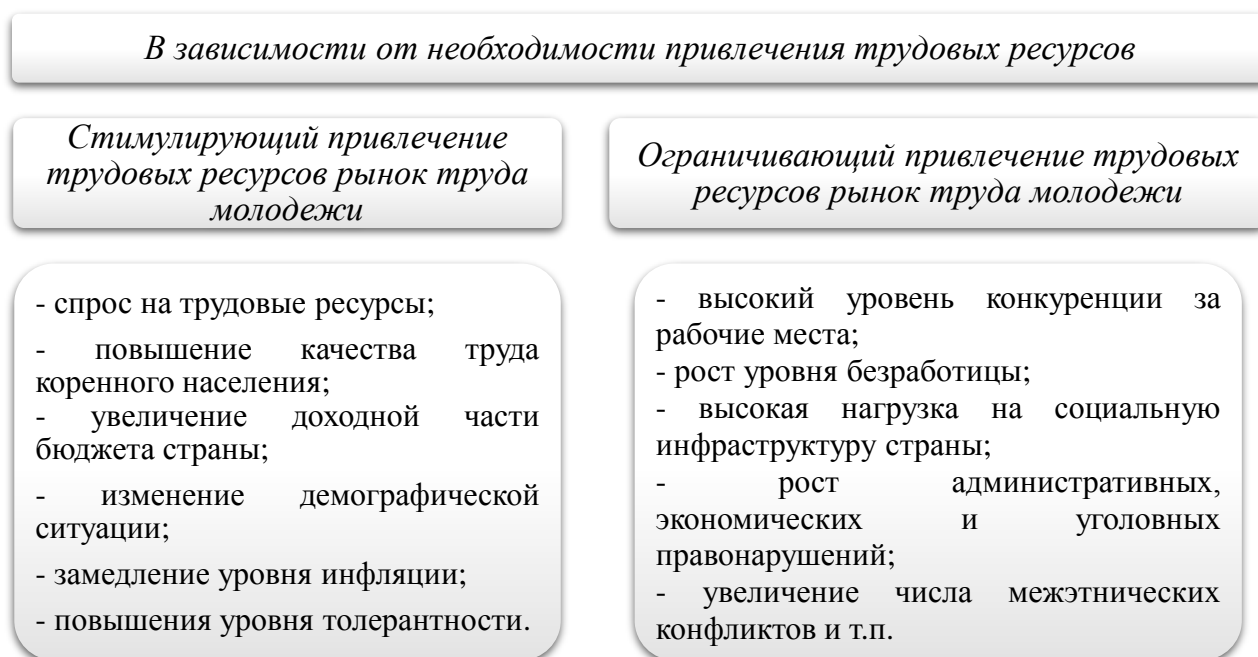 В зависимости от необходимости привлечения трудовых ресурсов
Стимулирующий привлечение
трудовых ресурсов рынок труда
молодежи
Ограничивающий привлечение трудовых
ресурсов рынок труда молодежи
- спрос на трудовые ресурсы;
- повышение качества труда
коренного населения;
- увеличение доходной части
бюджета страны;
- изменение демографической
ситуации;
- замедление уровня инфляции;
- повышения уровня толерантности.
- высокий уровень конкуренции за
рабочие места;
- рост уровня безработицы;
- высокая нагрузка на социальную
инфраструктуру страны;
- рост административных,
экономических и уголовных
правонарушений;
- увеличение числа межэтнических
конфликтов и т.п.